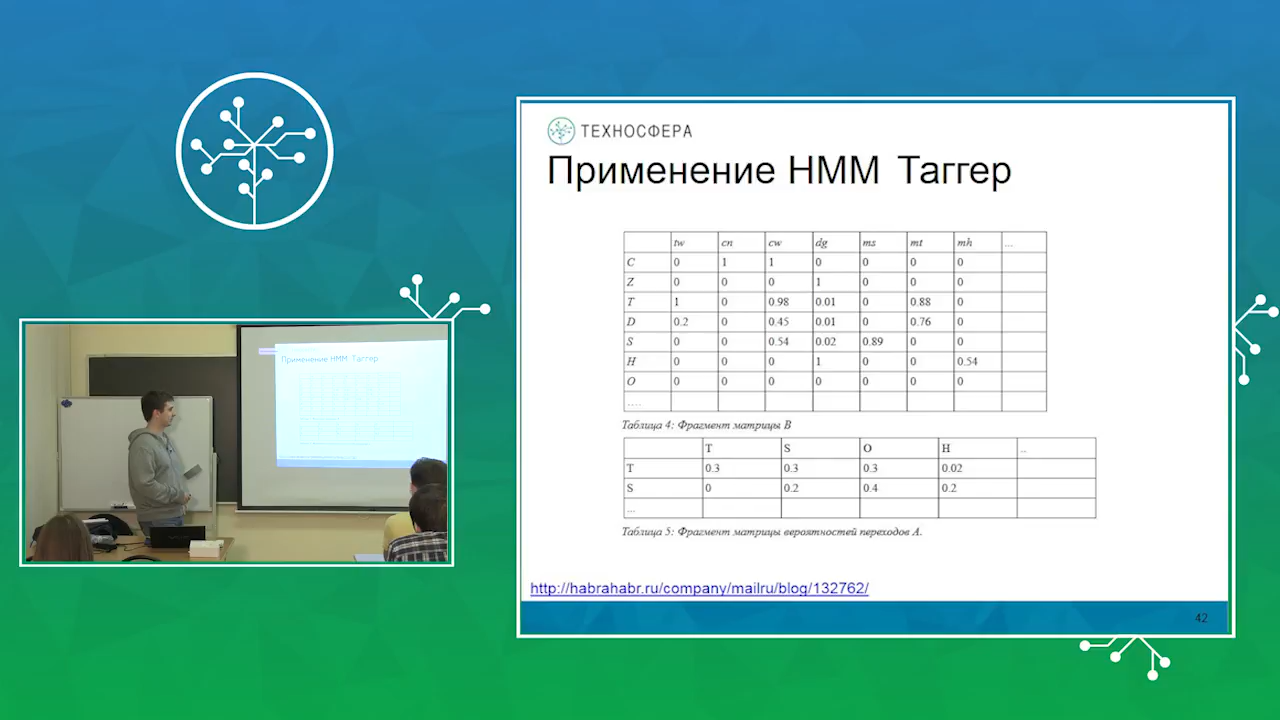 ТЕХНОСФЕРА
Применение HMM Таггер
tw cn cw dg ms mt mh ...
C 0 1 1 0 0 0 0
Z 0 0 0 1 0 0 0
T 1 0 0.98 0.01 0 0.88 0
D 0.2 0 0.45 0.01 0 0.76 0
S 0 0 0.54 0.02 0.89 0 0
H 0 0 0 1 0 0 0.54
O 0 0 0 0 0 0 0
....
Таблица 4: Фрагмент матрицы B
T S O H ..
T 0.3 0.3 0.3 0.02
S 0 0.2 0.4 0.2
...
Таблица 5: Фрагмент матрицы вероятностей переходов A.
http://habrahabr.ru/company/mailru/blog/132762/
42
Применение HMM Таггер